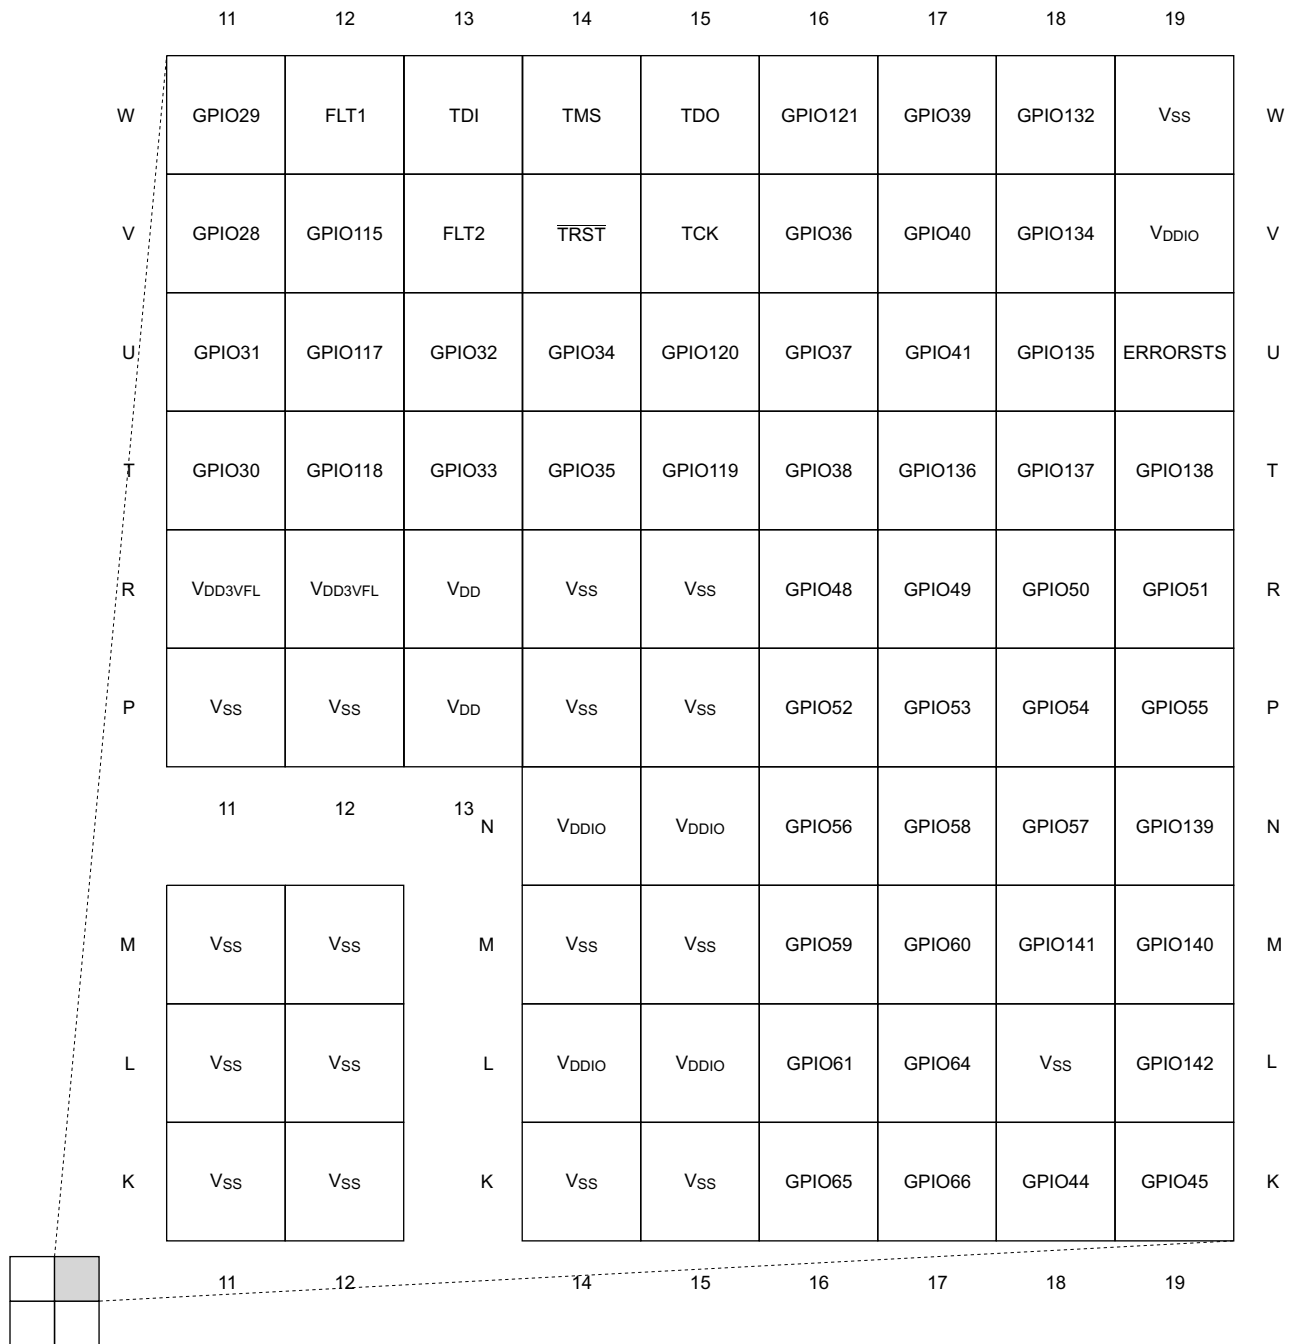 11 12 13 14 15 16 17 18 19
W GPIO29 FLT1 TDI TMS TDO GPIO121 GPIO39 GPIO132 VSS W
V GPIO28 GPIO115 FLT2 TRST TCK GPIO36 GPIO40 GPIO134 VDDIO V
U GPIO31 GPIO117 GPIO32 GPIO34 GPIO120 GPIO37 GPIO41 GPIO135 ERRORSTS U
T GPIO30 GPIO118 GPIO33 GPIO35 GPIO119 GPIO38 GPIO136 GPIO137 GPIO138 T
R VDD3VFL VDD3VFL VDD VSS VSS GPIO48 GPIO49 GPIO50 GPIO51 R
P VSS VSS VDD VSS VSS GPIO52 GPIO53 GPIO54 GPIO55 P
11 12 13 N VDDIO VDDIO GPIO56 GPIO58 GPIO57 GPIO139 N
M VSS VSS M VSS VSS GPIO59 GPIO60 GPIO141 GPIO140 M
L VSS VSS L VDDIO VDDIO GPIO61 GPIO64 VSS GPIO142 L
K VSS VSS K VSS VSS GPIO65 GPIO66 GPIO44 GPIO45 K
11 12 14 15 16 17 18 19